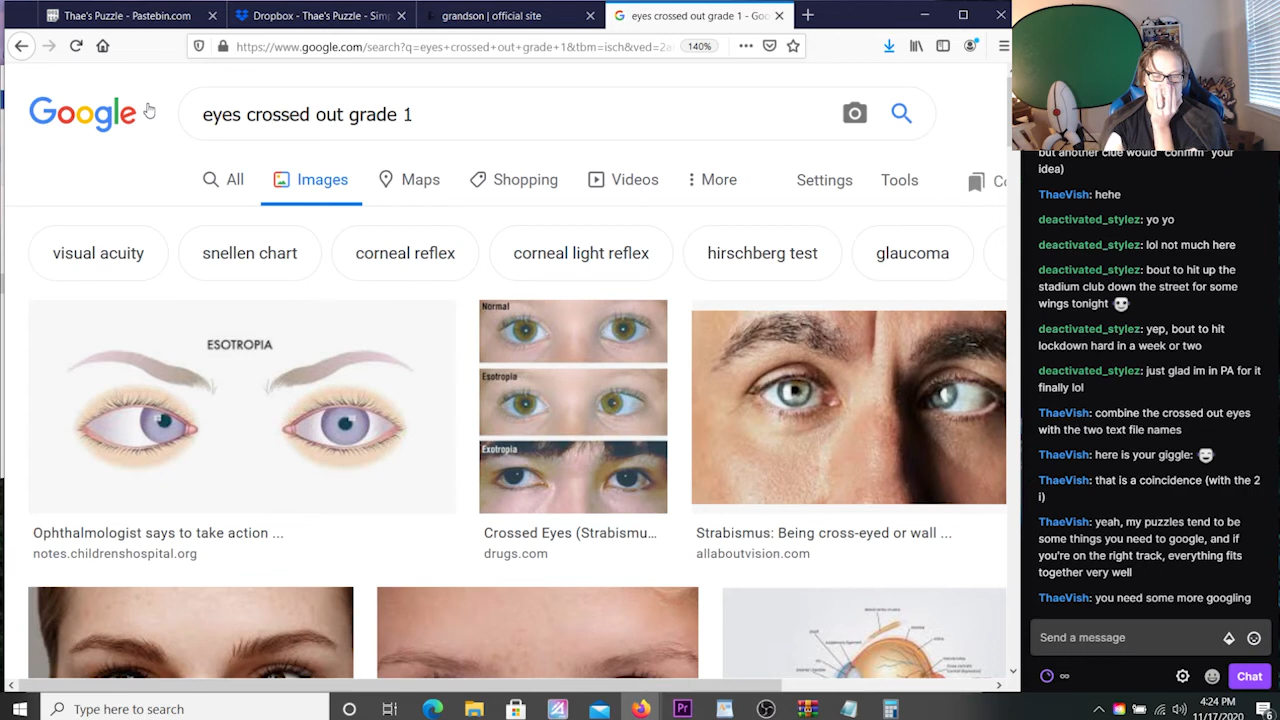 Thae's Puzzle - Pastebin.com
Dropbox - Thae's Puzzle - Simp
grandson | official site
eyes crossed out grade 1 - Goo
https://www.google.com/search?q=eyes+crossed+out+grade+1&tbm=isch&ved=2a
140%
Google
eyes crossed out grade 1
All
Images
Maps
Shopping
Videos
More
Settings
Tools
visual acuity
snellen chart
corneal reflex
corneal light reflex
hirschberg test
glaucoma
ESOTROPIA
Normal
Esotropia
Exotropia
Ophthalmologist says to take action ...
notes.childrenshospital.org
Crossed Eyes (Strabismu...
drugs.com
Strabismus: Being cross-eyed or wall ...
allaboutvision.com
but another clue would "confirm" your
idea)
ThaeVish: hehe
deactivated_stylez: yo yo
deactivated_stylez: lol not much here
deactivated_stylez: bout to hit up the
stadium club down the street for some
wings tonight
deactivated_stylez: yep, bout to hit
lockdown hard in a week or two
deactivated_stylez: just glad im in PA for it
finally lol
ThaeVish: combine the crossed out eyes
with the two text file names
ThaeVish: here is your giggle:
ThaeVish: that is a coincidence (with the 2
i)
ThaeVish: yeah, my puzzles tend to be
some things you need to google, and if
you're on the right track, everything fits
together very well
ThaeVish: you need some more googling
Send a message
Chat
Type here to search
4:24 PM
11/17/2020